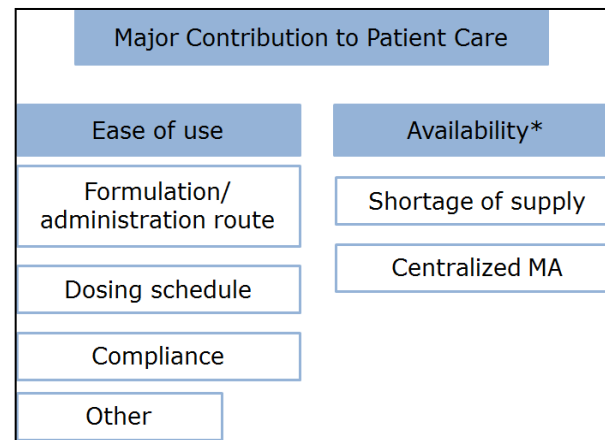 Major Contribution to Patient Care
Ease of use
Formulation/
administration route
Dosing schedule
Compliance
Other
Availability*
Shortage of supply
Centralized MA